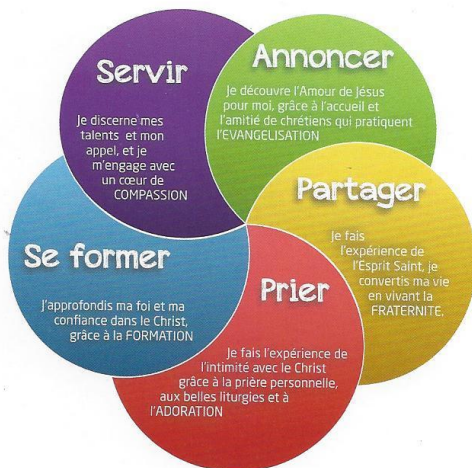 Servir
Je discerne mes
talents et mon
appel, et je
m'engage avec
un cœur de
COMPASSION
Annoncer
Je découvre l'Amour de Jésus
pour moi, grâce à l'accueil et
l'amitié de chrétiens qui pratiquent
l'EVANGELISATION
Partager
Je fais
l'expérience de
l'Esprit Saint, je
convertis ma vie
en vivant la
FRATERNITE.
Prier
Je fais l'expérience de
l'intimité avec le Christ
grâce à la prière personnelle,
aux belles liturgies et à
l'ADORATION
Se former
J'approfondis ma foi et ma
confiance dans le Christ,
grâce à la FORMATION